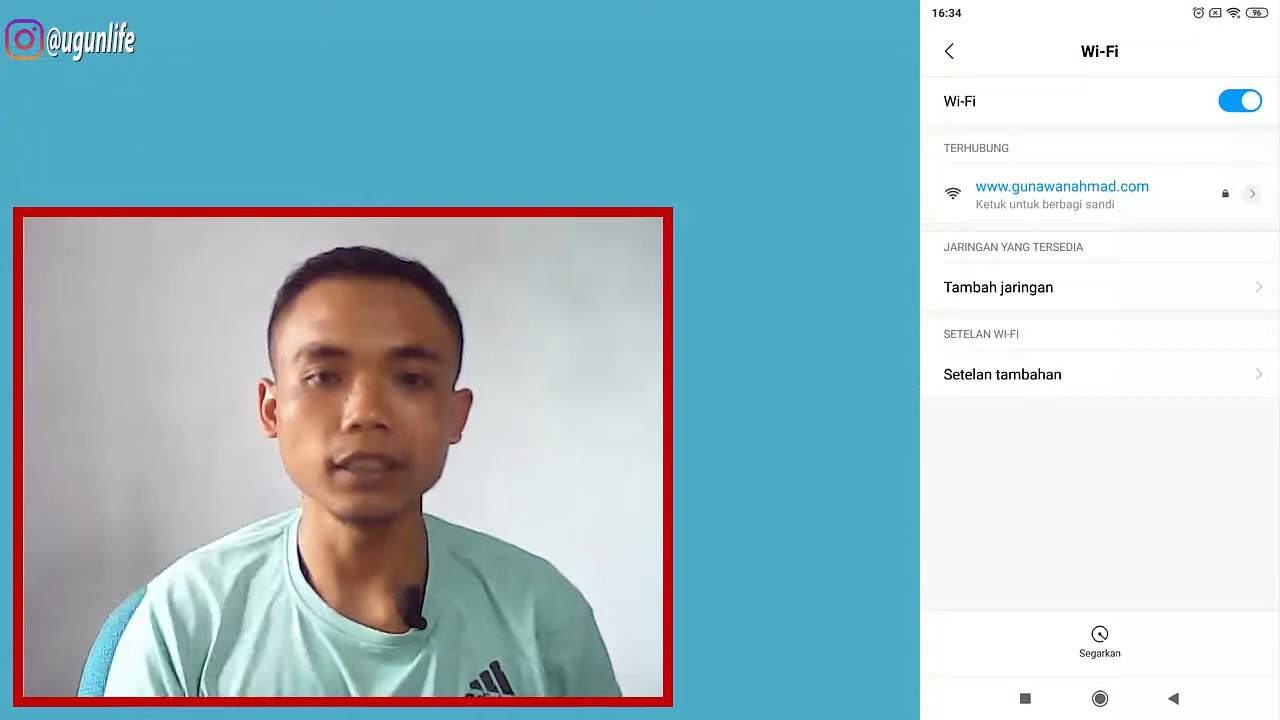 @ugunlife
16:34
96
Wi-Fi
Wi-Fi
TERHUBUNG
www.gunawanahmad.com
Ketuk untuk berbagi sandi
JARINGAN YANG TERSEDIA
Tambah jaringan
SETELAN WI-FI
Setelan tambahan
Segarkan